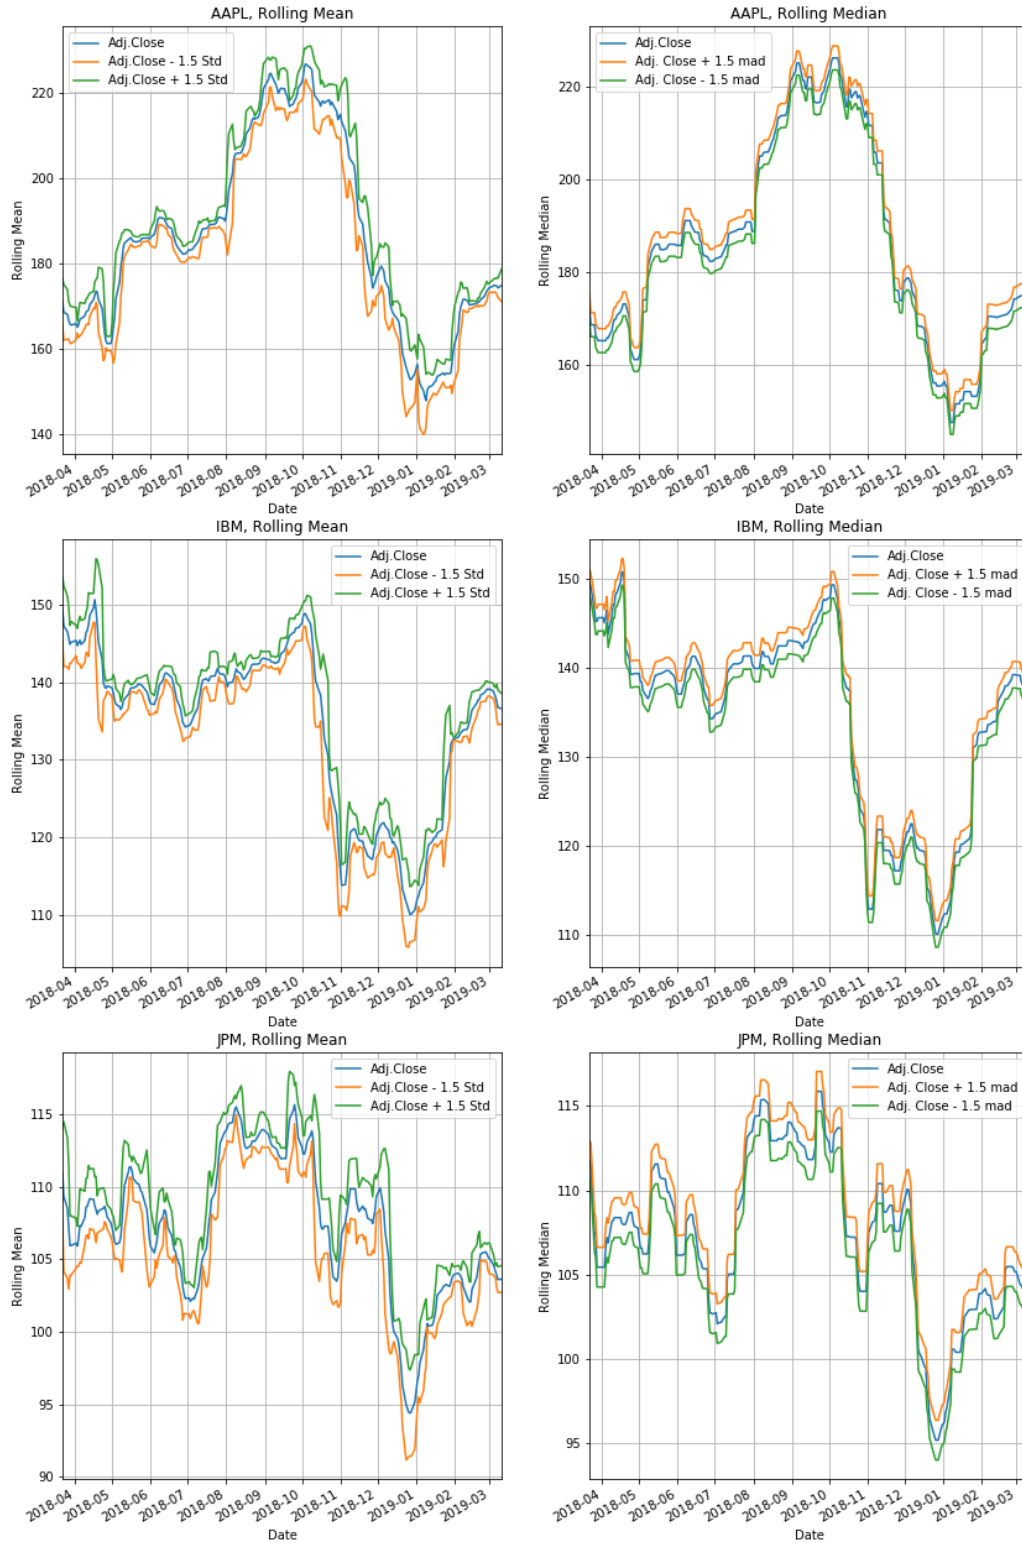 AAPL, Rolling Mean
Adj.Close
Adj.Close - 1.5 Std
Adj.Close + 1.5 Std
220
200
180
160
140
Rolling Mean
2018-04
2018-05
2018-06
2018-07
2018-08
2018-09
2018-10
2018-11
2018-12
2019-01
2019-02
2019-03
Date
AAPL, Rolling Median
Adj.Close
Adj. Close + 1.5 mad
Adj. Close - 1.5 mad
220
200
180
160
Rolling Median
2018-04
2018-05
2018-06
2018-07
2018-08
2018-09
2018-10
2018-11
2018-12
2019-01
2019-02
2019-03
Date
IBM, Rolling Mean
Adj.Close
Adj.Close - 1.5 Std
Adj.Close + 1.5 Std
150
140
130
120
110
Rolling Mean
2018-04
2018-05
2018-06
2018-07
2018-08
2018-09
2018-10
2018-11
2018-12
2019-01
2019-02
2019-03
Date
IBM, Rolling Median
Adj.Close
Adj. Close + 1.5 mad
Adj. Close - 1.5 mad
150
140
130
120
110
Rolling Median
2018-04
2018-05
2018-06
2018-07
2018-08
2018-09
2018-10
2018-11
2018-12
2019-01
2019-02
2019-03
Date
JPM, Rolling Mean
Adj.Close
Adj.Close - 1.5 Std
Adj.Close + 1.5 Std
115
110
105
100
95
90
Rolling Mean
2018-04
2018-05
2018-06
2018-07
2018-08
2018-09
2018-10
2018-11
2018-12
2019-01
2019-02
2019-03
Date
JPM, Rolling Median
Adj.Close
Adj. Close + 1.5 mad
Adj. Close - 1.5 mad
115
110
105
100
95
Rolling Median
2018-04
2018-05
2018-06
2018-07
2018-08
2018-09
2018-10
2018-11
2018-12
2019-01
2019-02
2019-03
Date